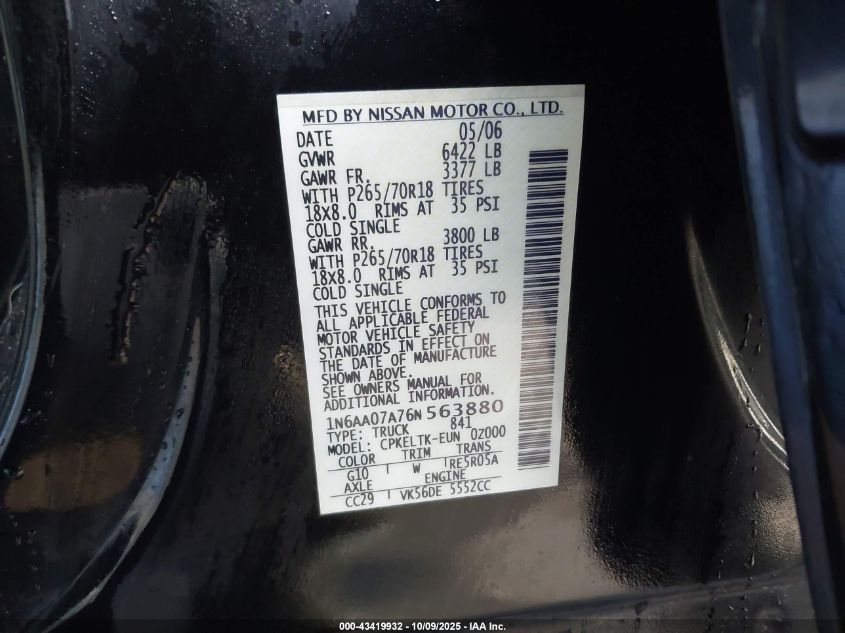 MFD BY NISSAN MOTOR CO., LTD.
DATE 05/06
GVWR 6422 LB
GAWR FR. 3377 LB
WITH P265/70R18 TIRES
18X8.0 RIMS AT 35 PSI
COLD SINGLE
GAWR RR. 3800 LB
WITH P265/70R18 TIRES
18X8.0 RIMS AT 35 PSI
COLD SINGLE
THIS VEHICLE CONFORMS TO
ALL APPLICABLE FEDERAL
MOTOR VEHICLE SAFETY
STANDARDS IN EFFECT ON
THE DATE OF MANUFACTURE
SHOWN ABOVE.
SEE OWNERS MANUAL FOR
ADDITIONAL INFORMATION.
1N6AA07A76N563880
TYPE: TRUCK 841
MODEL: CPKELTK-EUN 0Z000
COLOR TRIM TRANS
G10 W RE5R05A
AXLE ENGINE
CC29 VK56DE 5552CC
000-43419932 - 10/09/2025 - IAA Inc.